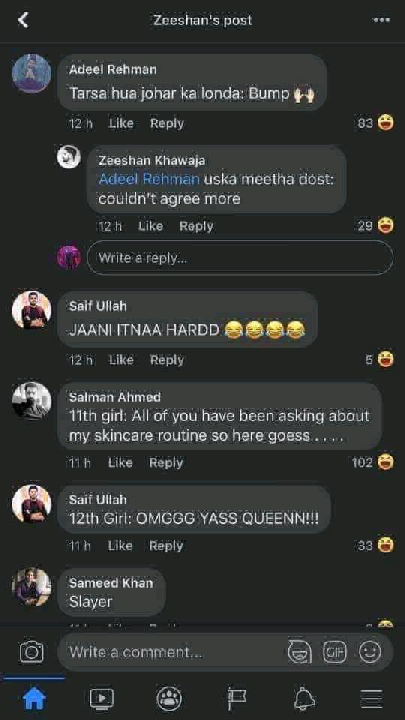 Zeeshan's post
Adeel Rehman
Tarsa hua johar ka londa: Bump 🙌🏻
12 h Like Reply 83
Zeeshan Khawaja
Adeel Rehman uska meetha dost:
couldn't agree more
12 h Like Reply 29
Write a reply...
Saif Ullah
JAANI ITNAA HARDD 😂😂😂😂
12 h Like Reply 5
Salman Ahmed
11th girl: All of you have been asking about
my skincare routine so here goess . . . .
11 h Like Reply 102
Saif Ullah
12th Girl: OMGGG YASS QUEENN!!!
11 h Like Reply 33
Sameed Khan
Slayer
Write a comment...
GIF